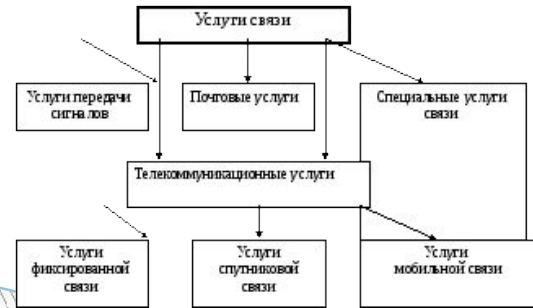 Услуги связи
Услуги передачи
сигналов
Почтовые услуги
Специальные услуги
связи
Телекоммуникационные услуги
Услуги
фиксированной
связи
Услуги
спутниковой
связи
Услуги
мобильной связи